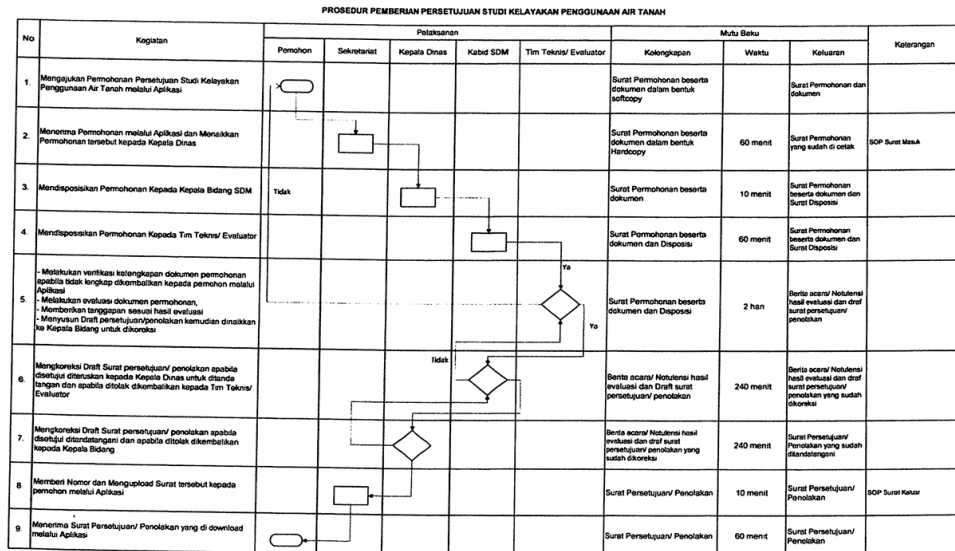 PROSEDUR PEMBERIAN PERSETUJUAN STUDI KELAYAKAN PENGGUNAAN AIR TANAH
No
Kegiatan
Pelaksanan
Mutu Baku
Keterangan
Pemohon
Sekretariat
Kepala Dinas
Kabid SDM
Tim Teknis/ Evaluator
Kelengkapan
Waktu
Keluaran
1.
Mengajukan Permohonan Persetujuan Studi Kelayakan
Penggunaan Air Tanah melalui Aplikasi
Surat Permohonan beserta
dokumen dalam bentuk
softcopy
Surat Permohonan dan
dokumen
2.
Menerima Permohonan melalui Aplikasi dan Menaikkan
Permohonan tersebut kepada Kepala Dinas
Surat Permohonan beserta
dokumen dalam bentuk
Hardcopy
60 menit
Surat Permohonan
yang sudah di cetak
SOP Surat Masuk
3.
Mendisposisikan Permohonan Kepada Kepala Bidang SDM
Tidak
Surat Permohonan beserta
dokumen
10 menit
Surat Permohonan
beserta dokumen dan
Surat Disposisi
4.
Mendisposisikan Permohonan Kepada Tim Teknis/ Evaluator
Surat Permohonan beserta
dokumen dan Disposisi
60 menit
Surat Permohonan
beserta dokumen dan
Surat Disposisi
Ya
5.
- Melakukan verifikasi kelengkapan dokumen permohonan
apabila tidak lengkap dikembalikan kepada pemohon melalui
Aplikasi
- Melakukan evaluasi dokumen permohonan,
- Memberikan tanggapan sesuai hasil evaluasi
- Menyusun Draft persetujuan/penolakan kemudian dinaikkan
ke Kepala Bidang untuk dikoreksi
Surat Permohonan beserta
dokumen dan Disposisi
2 hari
Berita acara/ Notulensi
hasil evaluasi dan draf
surat persetujuan/
penolakan
Ya
Tidak
6.
Mengkoreksi Draft Surat persetujuan/ penolakan apabila
disetujui diteruskan kepada Kepala Dinas untuk ditanda
tangan dan apabila ditolak dikembalikan kepada Tim Teknis/
Evaluator
Berita acara/ Notulensi hasil
evaluasi dan Draft surat
persetujuan/ penolakan
240 menit
Berita acara/ Notulensi
hasil evaluasi dan draf
surat persetujuan/
penolakan yang sudah
dikoreksi
7.
Mengkoreksi Draft Surat persetujuan/ penolakan apabila
disetujui ditandatangani dan apabila ditolak dikembalikan
kepada Kepala Bidang
Berita acara/ Notulensi hasil
evaluasi dan draf surat
persetujuan/ penolakan yang
sudah dikoreksi
240 menit
Surat Persetujuan/
Penolakan yang sudah
ditandatangani
8.
Memberi Nomor dan Mengupload Surat tersebut kepada
pemohon melalui Aplikasi
Surat Persetujuan/ Penolakan
10 menit
Surat Persetujuan/
Penolakan
SOP Surat Keluar
9.
Menerima Surat Persetujuan/ Penolakan yang di download
melalui Aplikasi
Surat Persetujuan/ Penolakan
60 menit
Surat Persetujuan/
Penolakan